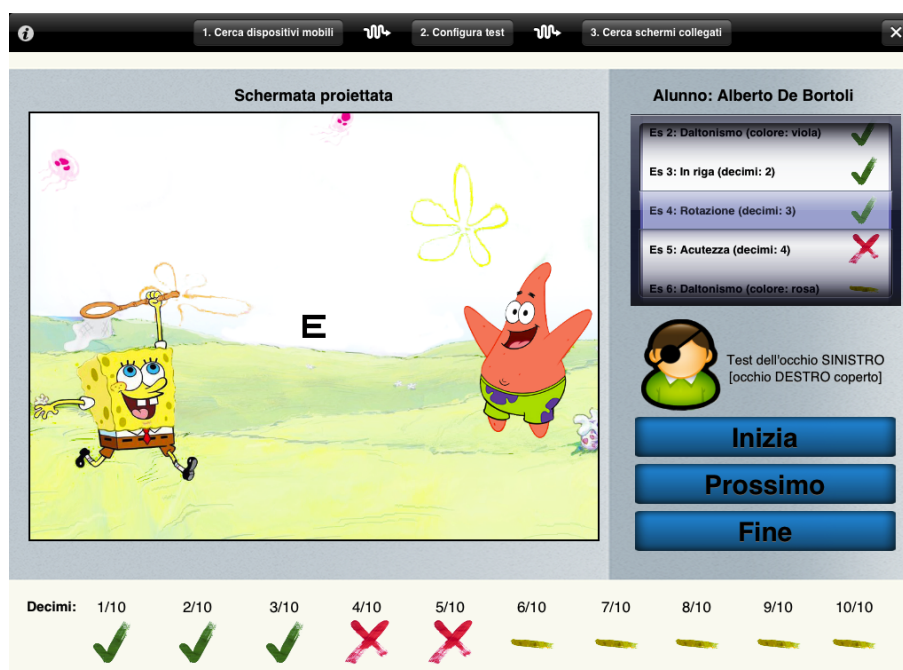 1. Cerca dispositivi mobili
2. Configura test
3. Cerca schermi collegati
Schermata proiettata
E
Alunno: Alberto De Bortoli
Es 2: Daltonismo (colore: viola)
Es 3: In riga (decimi: 2)
Es 4: Rotazione (decimi: 3)
Es 5: Acutezza (decimi: 4)
Es 6: Daltonismo (colore: rosa)
Test dell'occhio SINISTRO
[occhio DESTRO coperto]
Inizia
Prossimo
Fine
Decimi: 1/10 2/10 3/10 4/10 5/10 6/10 7/10 8/10 9/10 10/10